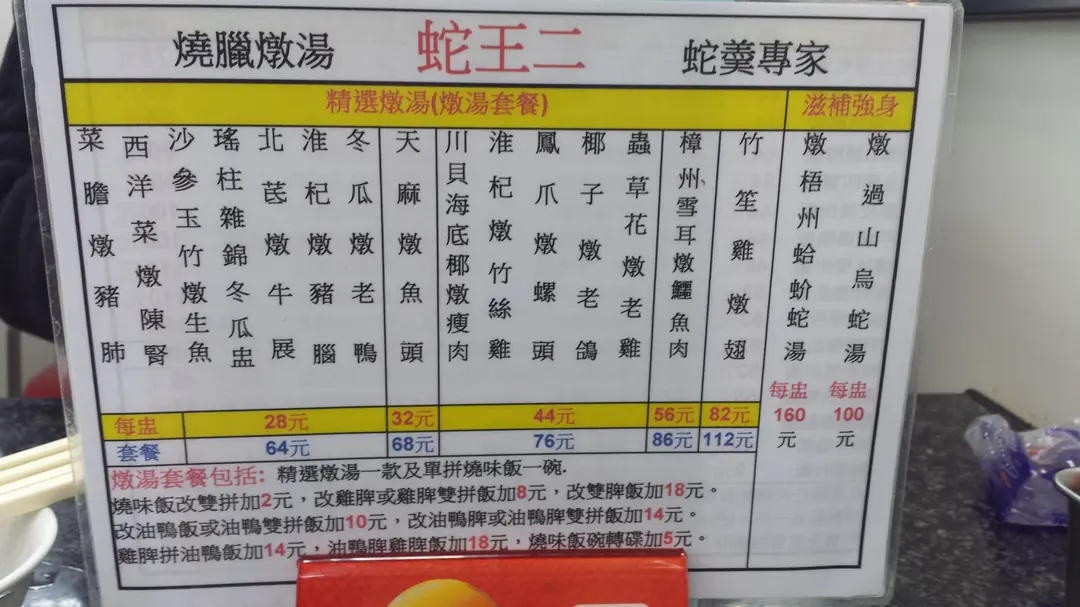 燒臘燉湯
蛇王二
蛇羹專家
精選燉湯(燉湯套餐)
滋補強身
菜膽燉豬肺
西洋菜燉陳腎
沙參玉竹燉生魚
瑤柱雜錦冬瓜盅
北芪燉牛展
淮杞燉豬腦
冬瓜燉老鴨
天麻燉魚頭
川貝海底椰燉瘦肉
淮杞燉竹絲雞
鳳爪燉螺頭
椰子燉老鴿
蟲草花燉老雞
樟州雪耳燉鱷魚肉
竹笙雞燉翅
燉梧州蛤蚧蛇湯
燉過山烏蛇湯
每盅 28元 32元 44元 56元 82元
套餐 64元 68元 76元 86元 112元
每盅 160 元
每盅 100 元
燉湯套餐包括: 精選燉湯一款及單拼燒味飯一碗.
燒味飯改雙拼加2元，改雞脾或雞脾雙拼飯加8元，改雙脾飯加18元。
改油鴨飯或油鴨雙拼飯加10元，改油鴨脾或油鴨脾雙拼飯加14元。
雞脾拼油鴨飯加14元，油鴨脾雞脾飯加18元，燒味飯碗轉碟加5元。